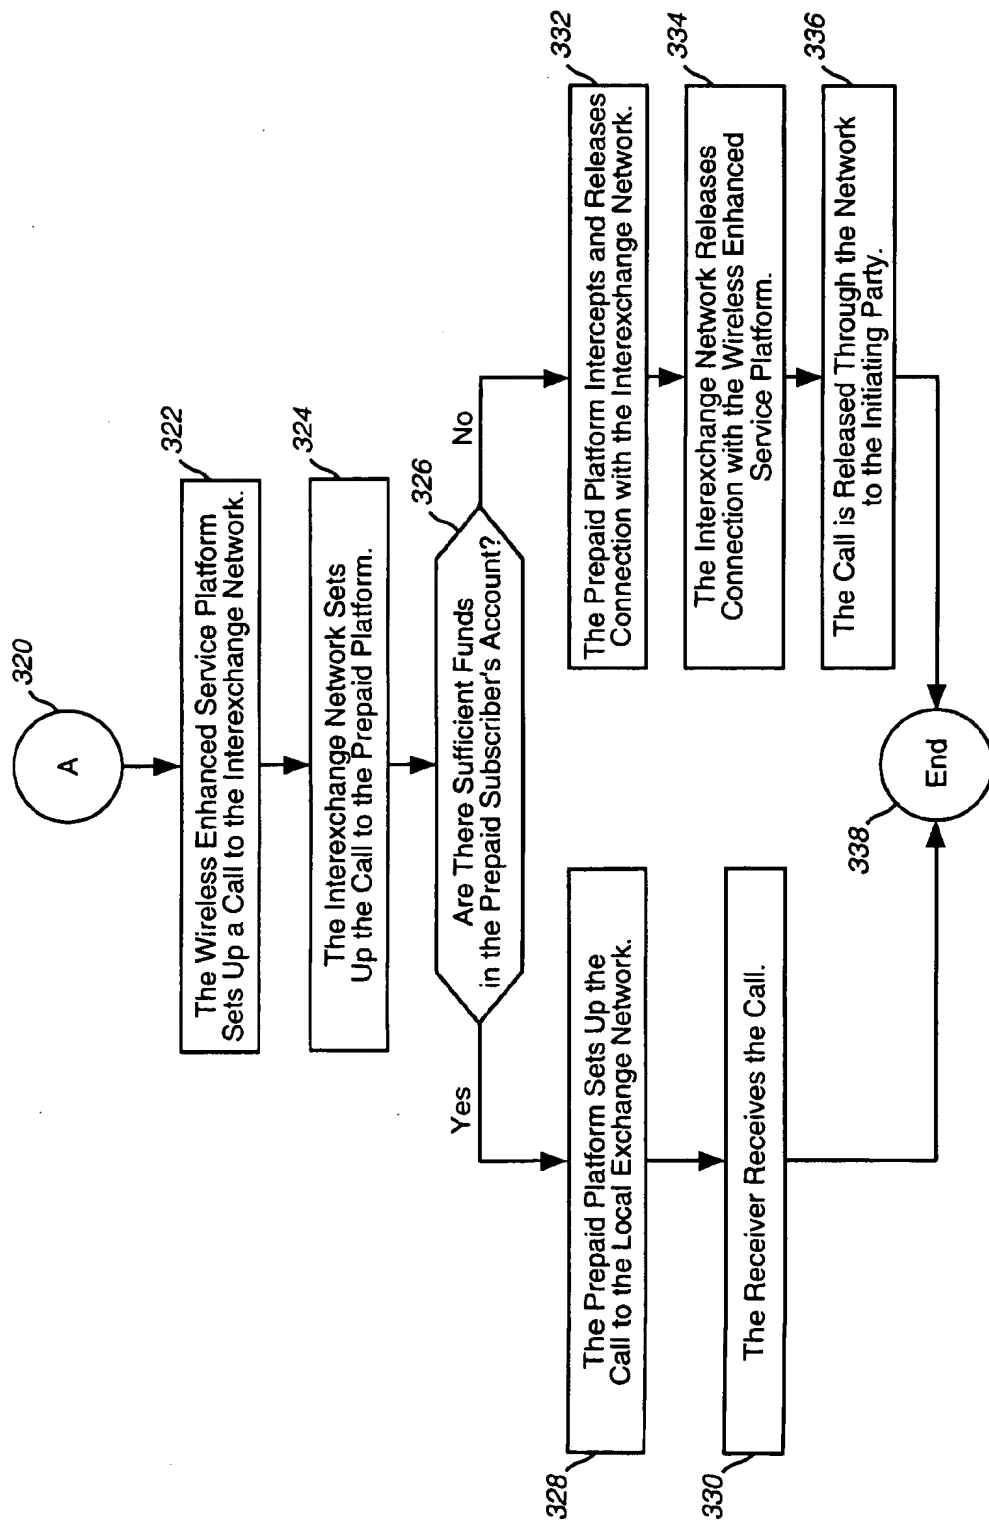 320
A
322
The Wireless Enhanced Service Platform
Sets Up a Call to the Interexchange Network.
324
The Interexchange Network Sets
Up the Call to the Prepaid Platform.
326
Are There Sufficient Funds
in the Prepaid Subscriber's Account?
Yes
No
328
The Prepaid Platform Sets Up the
Call to the Local Exchange Network.
330
The Receiver Receives the Call.
332
The Prepaid Platform Intercepts and Releases
Connection with the Interexchange Network.
334
The Interexchange Network Releases
Connection with the Wireless Enhanced
Service Platform.
336
The Call is Released Through the Network
to the Initiating Party.
338
End